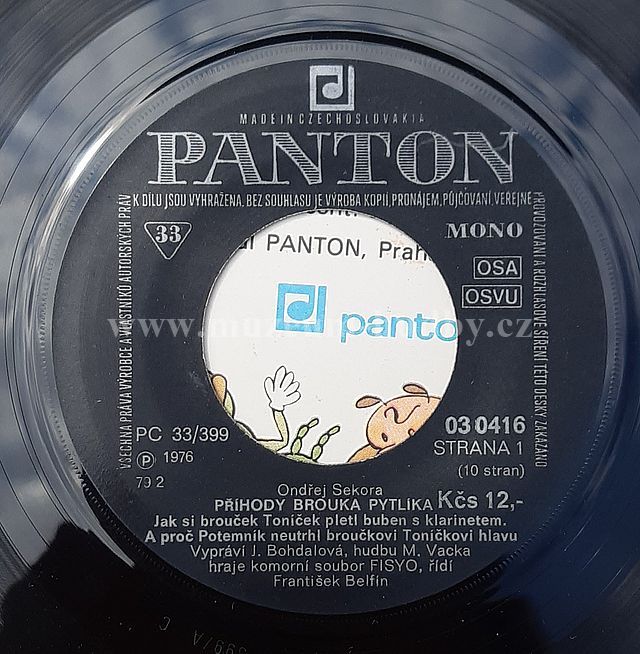 MADE IN CZECHOSLOVAKIA
PANTON
VŠECHNA PRÁVA VÝROBCE A VLASTNÍKŮ AUTORSKÝCH PRÁV
K DÍLU JSOU VYHRAŽENA, BEZ SOUHLASU JE VÝROBA KOPIÍ, PRONÁJEM, PŮJČOVÁNÍ, VEŘEJNÉ
PROVOZOVÁNÍ A ROZHLASOVÉ ŠÍŘENÍ TÉTO DESKY ZAKÁZÁNO
33
MONO
OSA
OSVU
PANTON, Prah
www.
by.cz
panto
PC 33/399
℗ 1976
79 2
03 0416
STRANA 1
(10 stran)
Ondřej Sekora
PŘÍHODY BROUKA PYTLÍKA Kčs 12,-
Jak si brouček Toníček pletl buben s klarinetem.
A proč Potemník neutrhl broučkovi Toníčkovi hlavu
Vypráví J. Bohdalová, hudbu M. Vacka
hraje komorní soubor FISYO, řídí
František Belfín